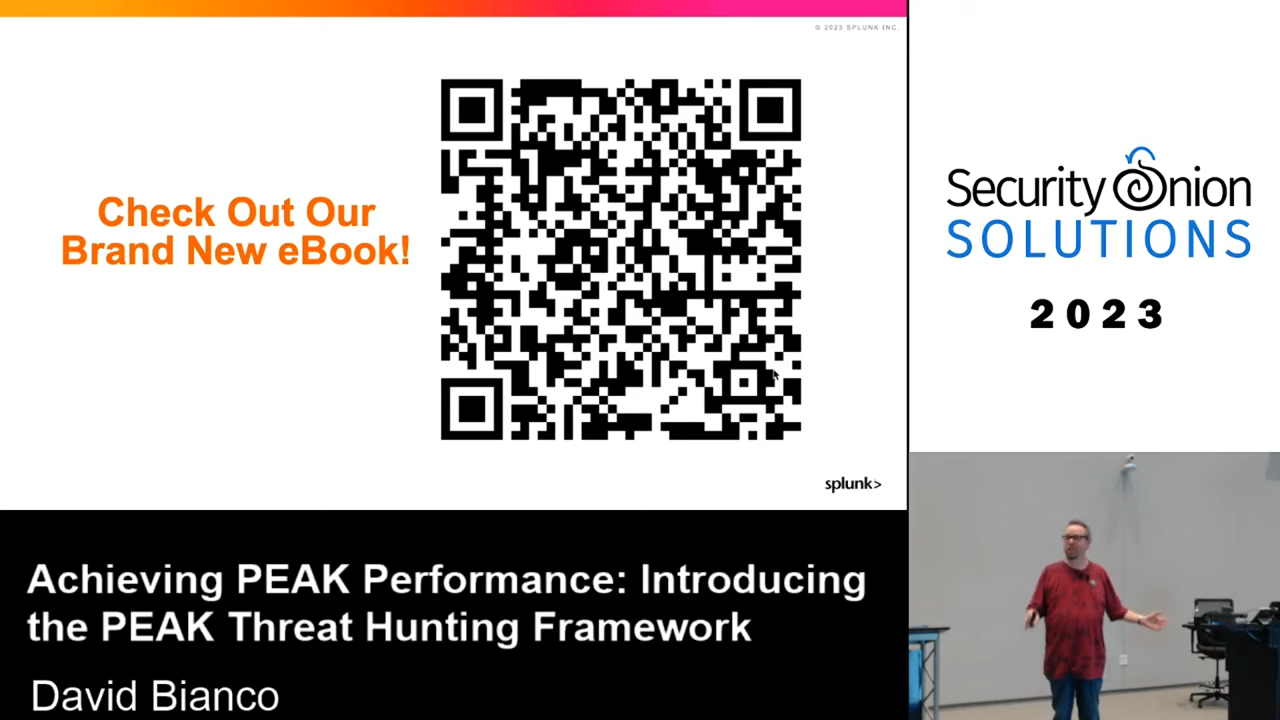 © 2023 SPLUNK INC.
Check Out Our
Brand New eBook!
splunk>
Security Onion
SOLUTIONS
2023
Achieving PEAK Performance: Introducing
the PEAK Threat Hunting Framework
David Bianco